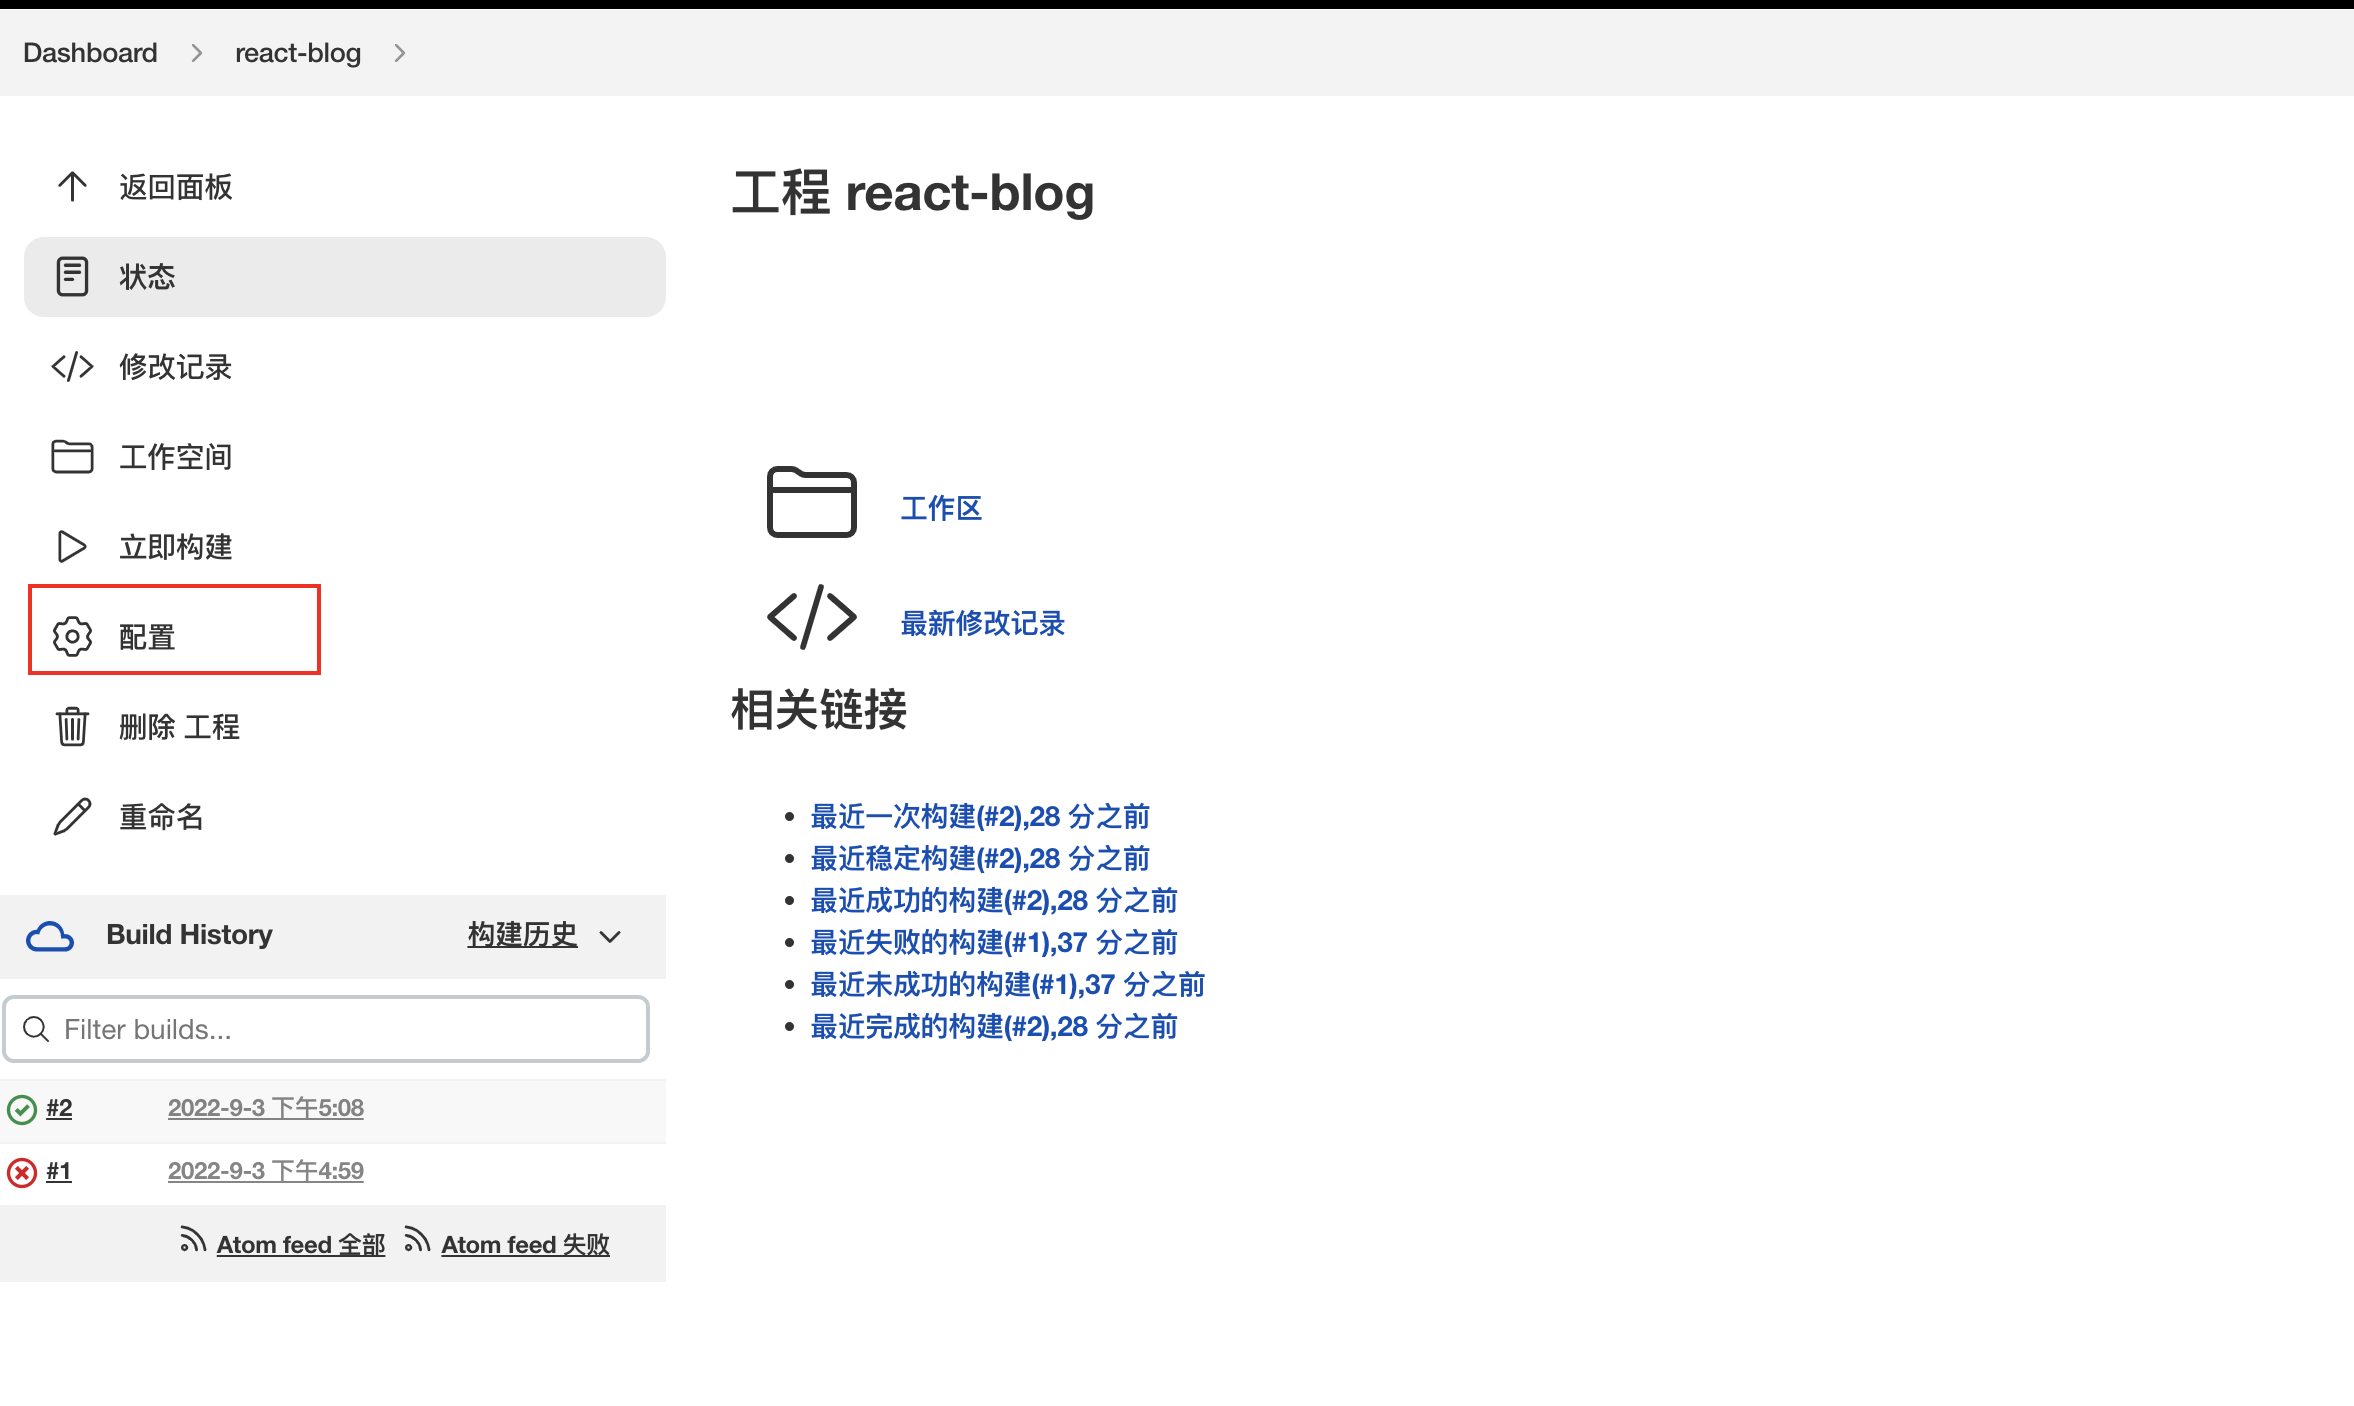 Dashboard
react-blog
返回面板
状态
修改记录
工作空间
立即构建
配置
删除 工程
重命名
Build History
构建历史
Filter builds...
#2
2022-9-3 下午5:08
#1
2022-9-3 下午4:59
Atom feed 全部
Atom feed 失败
工程 react-blog
工作区
最新修改记录
相关链接
最近一次构建(#2),28 分之前
最近稳定构建(#2),28 分之前
最近成功的构建(#2),28 分之前
最近失败的构建(#1),37 分之前
最近未成功的构建(#1),37 分之前
最近完成的构建(#2),28 分之前